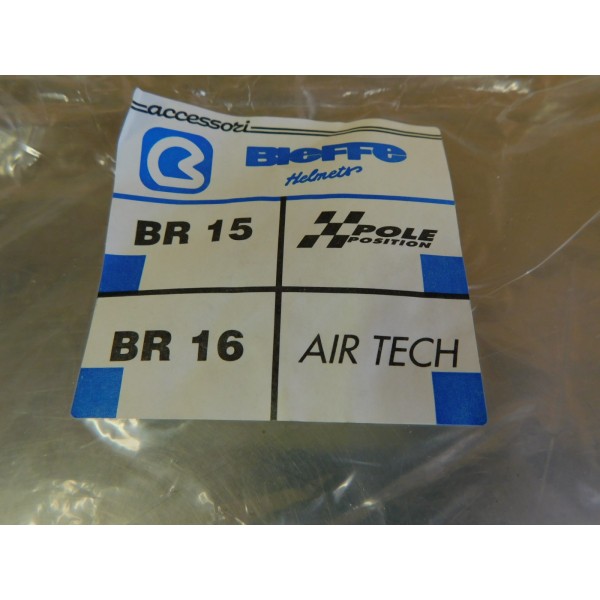 accessori
BIeFFe
Helmets
BR 15
POLE
POSITION
BR 16
AIR TECH